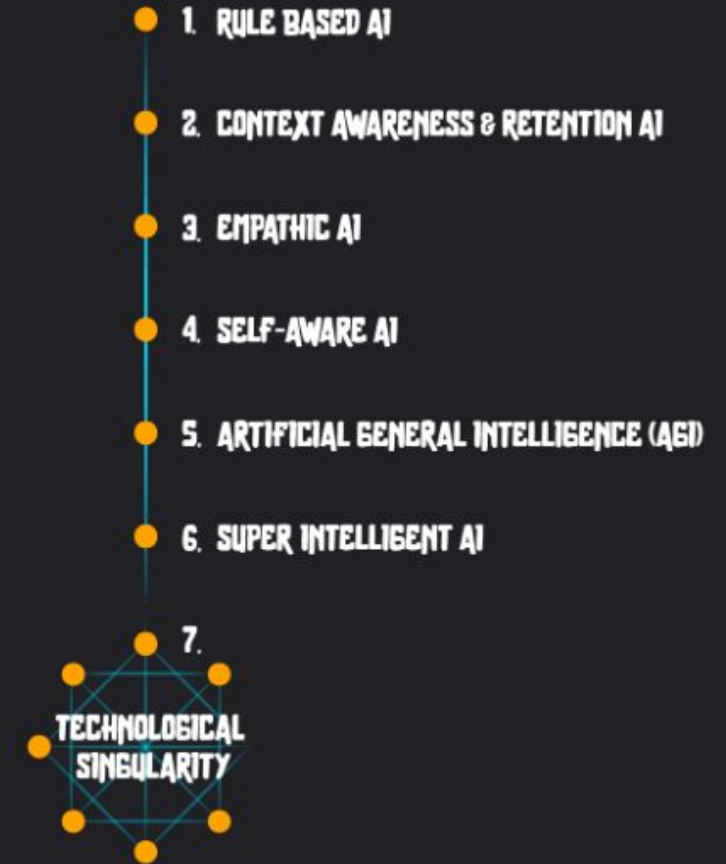 1. RULE BASED AI
2. CONTEXT AWARENESS & RETENTION AI
3. EMPATHIC AI
4. SELF-AWARE AI
5. ARTIFICIAL GENERAL INTELLIGENCE (AGI)
6. SUPER INTELLIGENT AI
7.
TECHNOLOGICAL
SINGULARITY